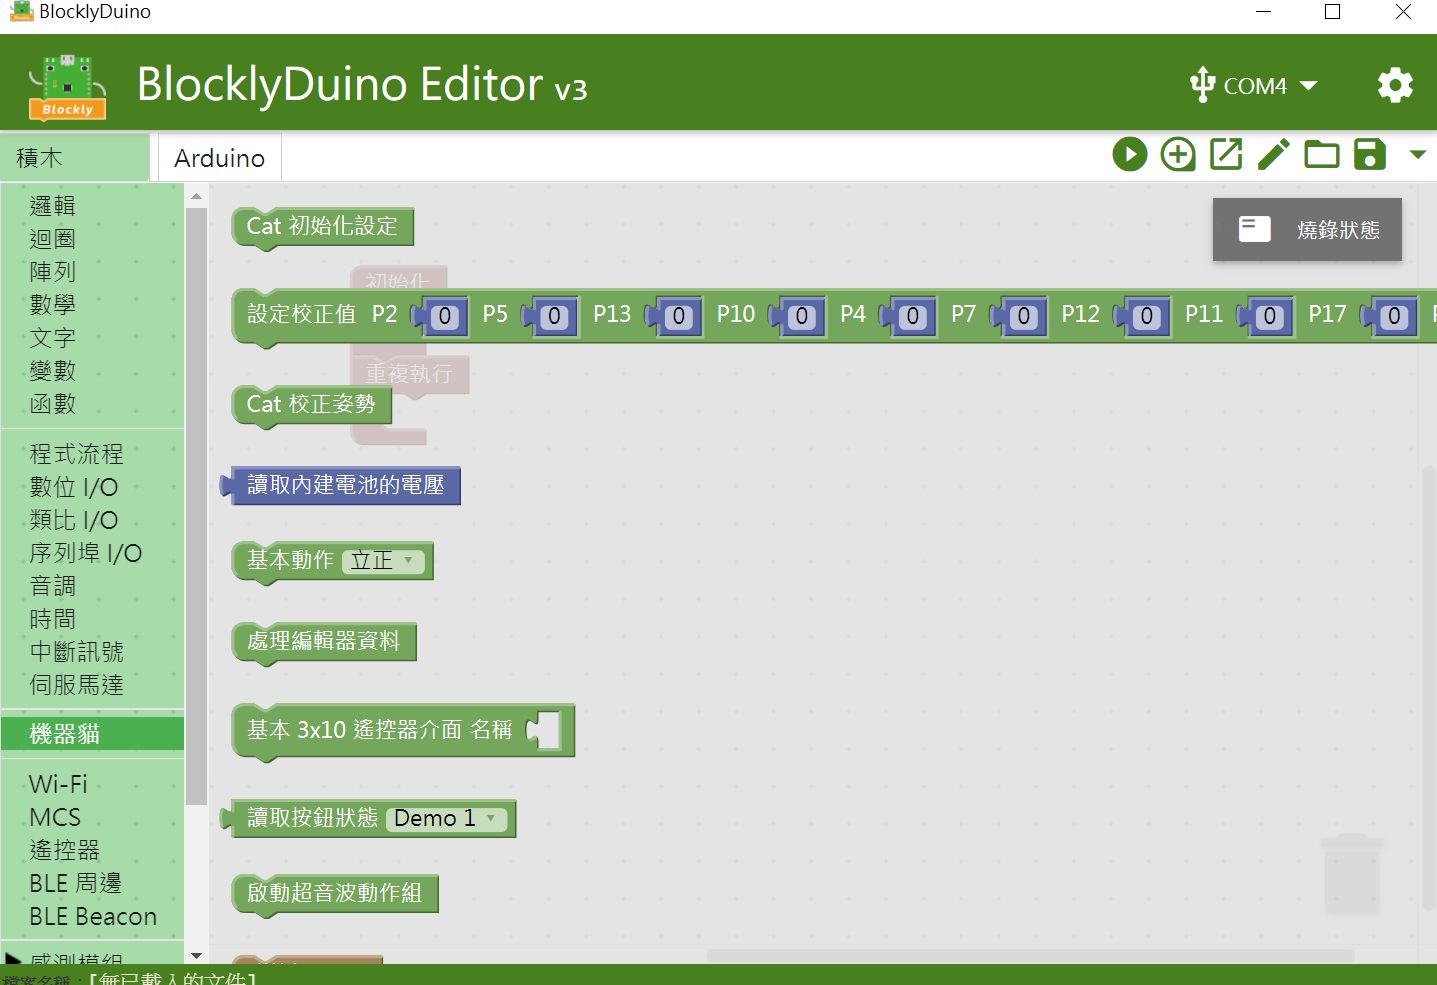 BlocklyDuino
Blockly
BlocklyDuino Editor v3
COM4
積木
Arduino
邏輯
迴圈
陣列
數學
文字
變數
函數
程式流程
數位 I/O
類比 I/O
序列埠 I/O
音調
時間
中斷訊號
伺服馬達
機器貓
Wi-Fi
MCS
遙控器
BLE 周邊
BLE Beacon
感測模組
Cat 初始化設定
燒錄狀態
初始化
設定校正值 P2 0 P5 0 P13 0 P10 0 P4 0 P7 0 P12 0 P11 0 P17 0
重複執行
Cat 校正姿勢
讀取內建電池的電壓
基本動作 立正
處理編輯器資料
基本 3x10 遙控器介面 名稱
讀取按鈕狀態 Demo 1
啟動超音波動作組
檔案名稱：[無已載入的文件]